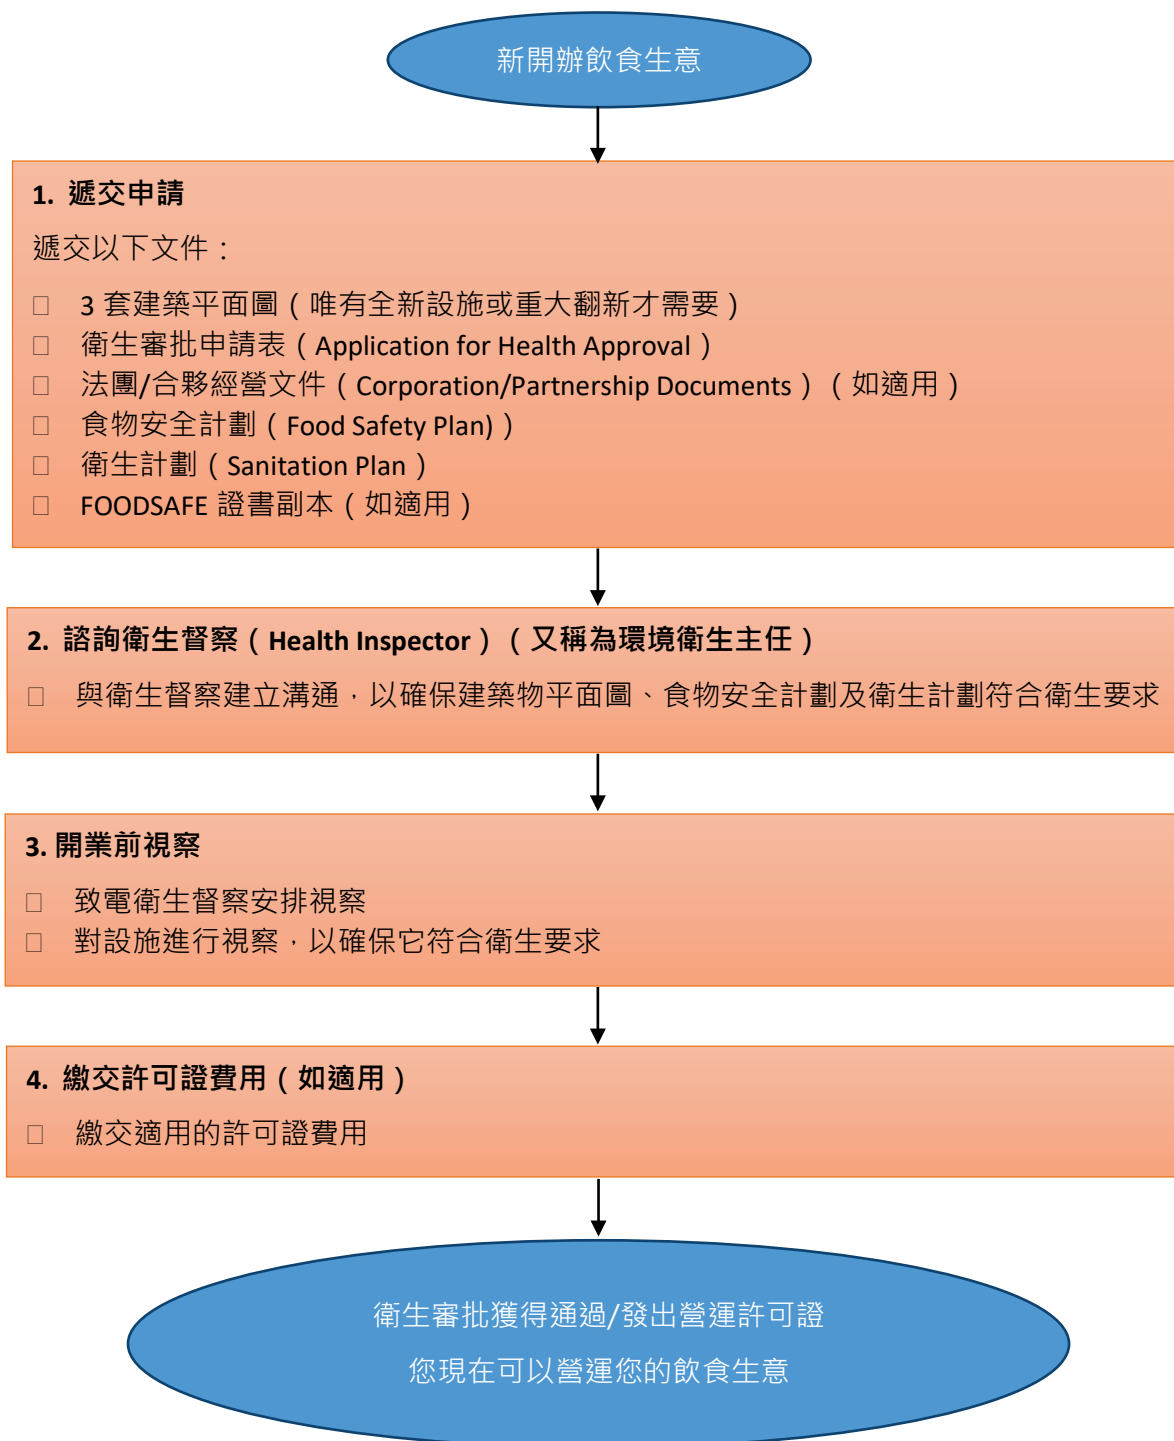 新開辦飲食生意
1. 遞交申請
遞交以下文件：
□ 3 套建築平面圖（唯有全新設施或重大翻新才需要）
□ 衛生審批申請表（Application for Health Approval）
□ 法團/合夥經營文件（Corporation/Partnership Documents）（如適用）
□ 食物安全計劃（Food Safety Plan)）
□ 衛生計劃（Sanitation Plan）
□ FOODSAFE 證書副本（如適用）
2. 諮詢衛生督察（Health Inspector）（又稱為環境衛生主任）
□ 與衛生督察建立溝通，以確保建築物平面圖、食物安全計劃及衛生計劃符合衛生要求
3. 開業前視察
□ 致電衛生督察安排視察
□ 對設施進行視察，以確保它符合衛生要求
4. 繳交許可證費用（如適用）
□ 繳交適用的許可證費用
衛生審批獲得通過/發出營運許可證
您現在可以營運您的飲食生意